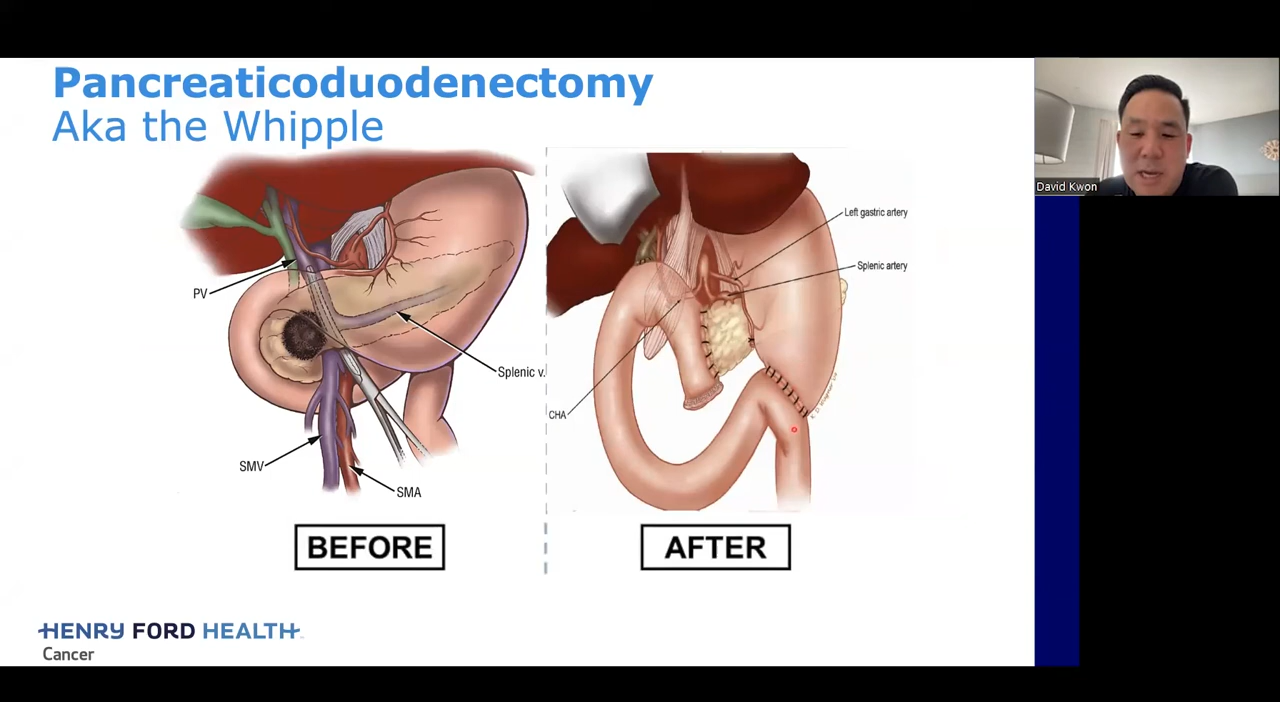 Pancreaticoduodenectomy
Aka the Whipple
David Kwon
PV
Splenic v.
SMV
SMA
Left gastric artery
Splenic artery
CHA
BEFORE
AFTER
HENRY FORD HEALTH
Cancer